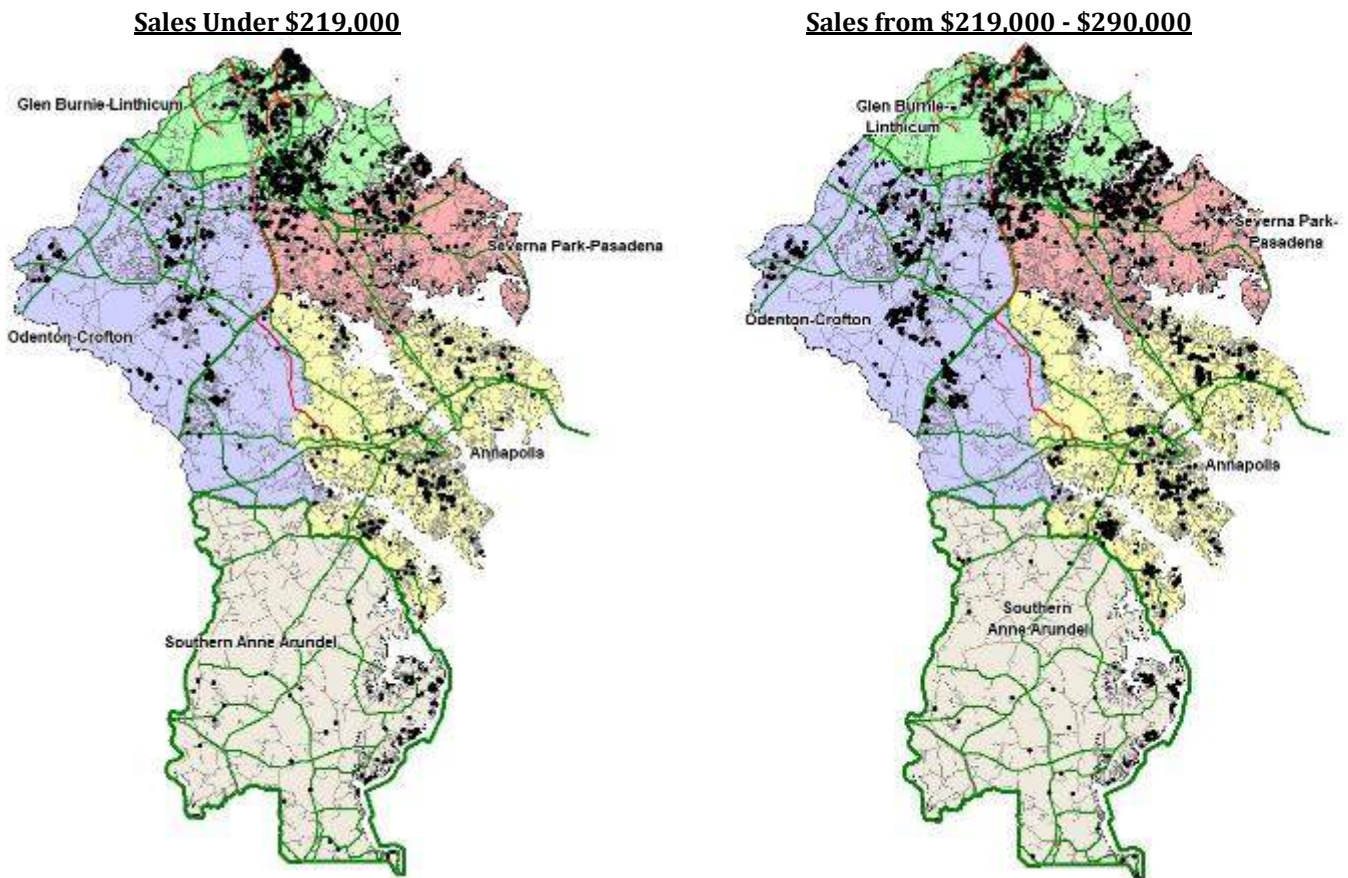 Sales Under $219,000
Glen Burnie-Linthicum
Severna Park-Pasadena
Odenton-Crofton
Annapolis
Southern Anne Arundel
Sales from $219,000 - $290,000
Glen Burnie-
Linthicum
Severna Park-
Pasadena
Odenton-Crofton
Annapolis
Southern
Anne Arundel